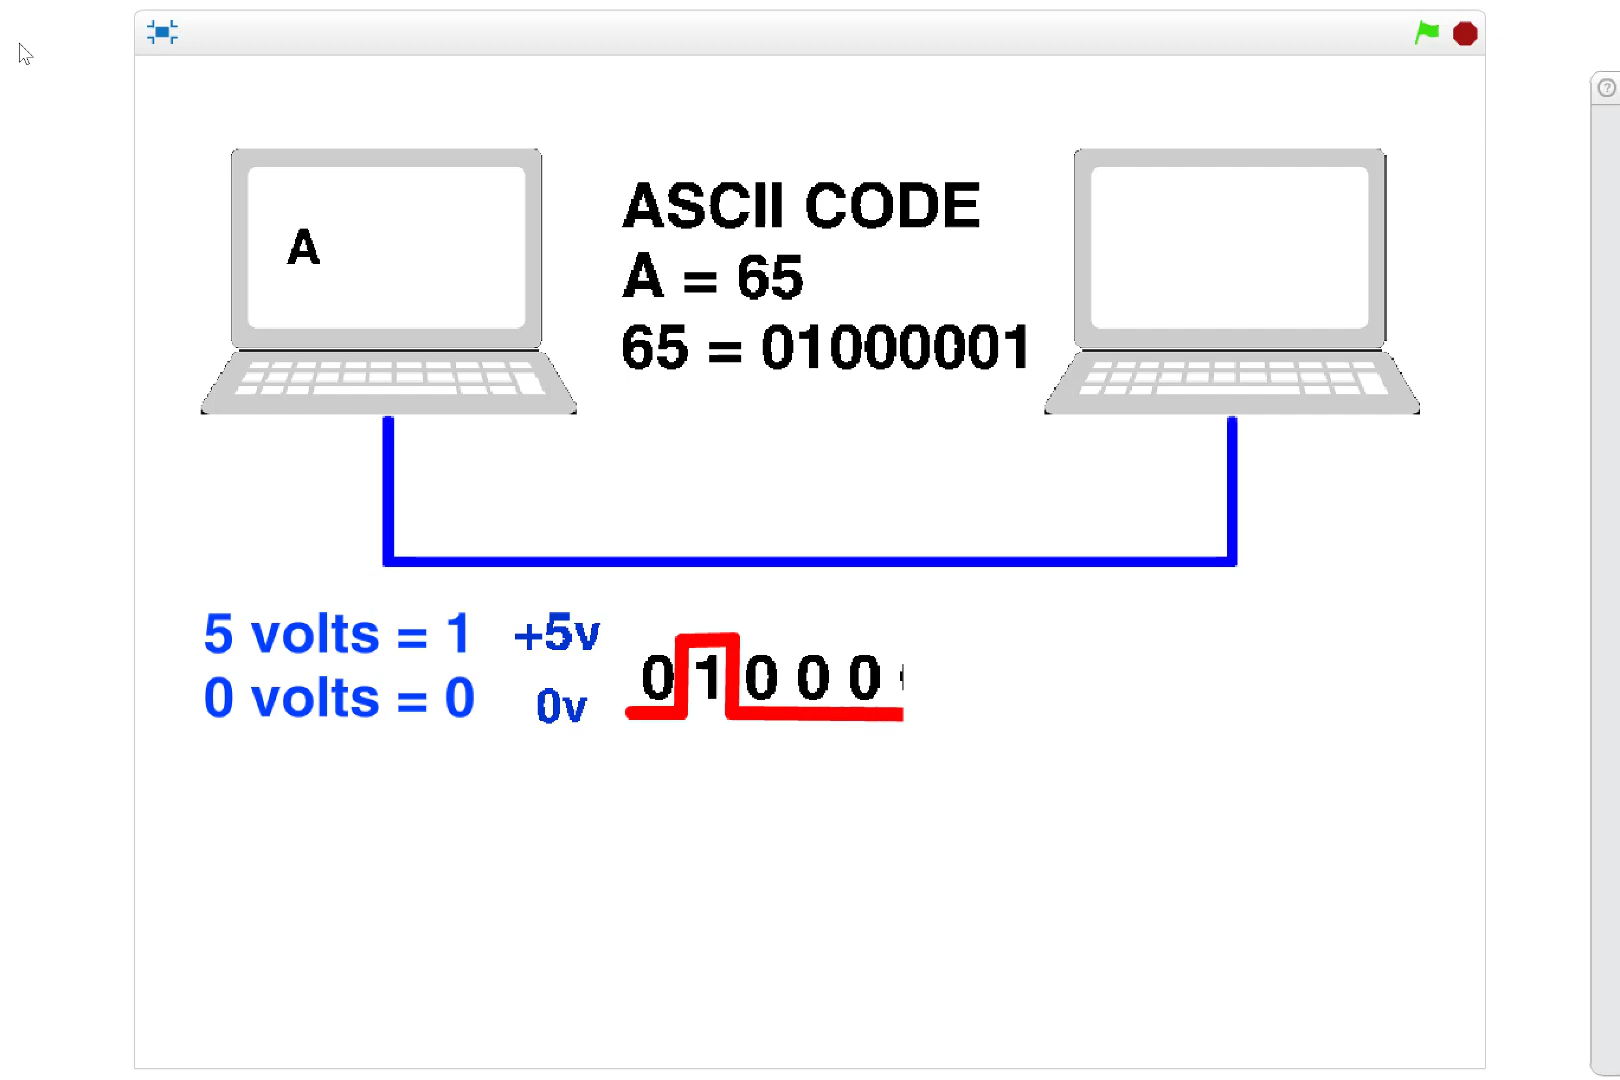 A
ASCII CODE
A = 65
65 = 01000001
5 volts = 1
0 volts = 0
+5v
0v
0 1 0 0 0
?